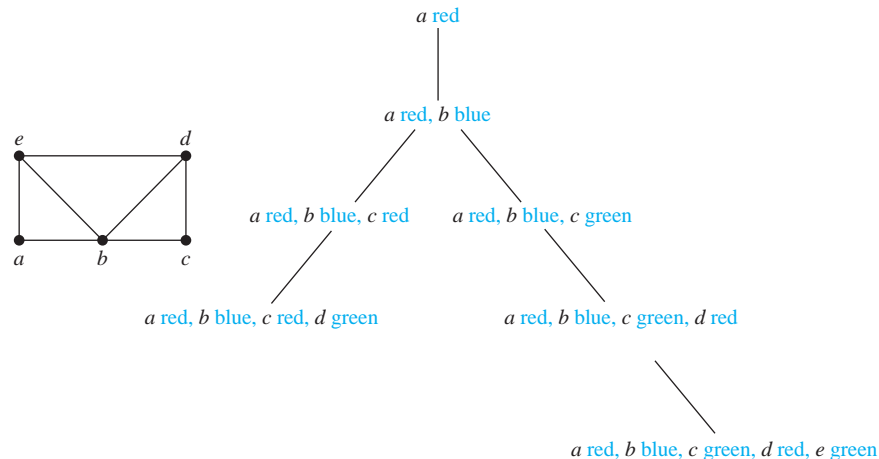 a red
a red, b blue
e
d
a red, b blue, c red
a red, b blue, c green
a
b
c
a red, b blue, c red, d green
a red, b blue, c green, d red
a red, b blue, c green, d red, e green